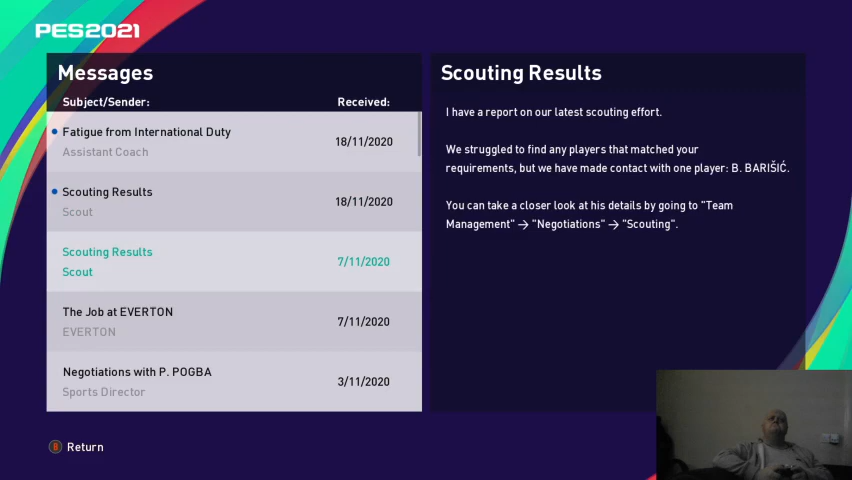 PES2021
Messages
Subject/Sender:
Received:
Fatigue from International Duty
Assistant Coach
18/11/2020
Scouting Results
Scout
18/11/2020
Scouting Results
Scout
7/11/2020
The Job at EVERTON
EVERTON
7/11/2020
Negotiations with P. POGBA
Sports Director
3/11/2020
Scouting Results
I have a report on our latest scouting effort.
We struggled to find any players that matched your
requirements, but we have made contact with one player: B. BARIŠIĆ.
You can take a closer look at his details by going to "Team
Management" → "Negotiations" → "Scouting".
B Return